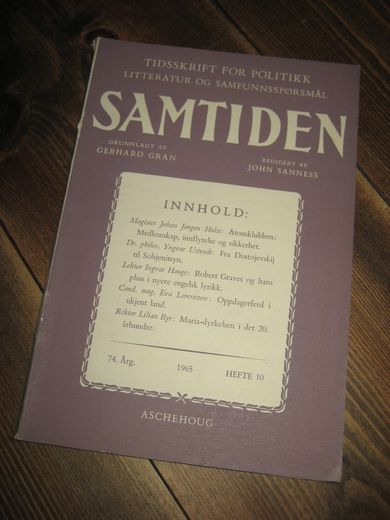 TIDSSKRIFT FOR POLITIKK
LITTERATUR OG SAMFUNNSSPØRSMÅL
SAMTIDEN
GRUNNLAGT AV
GERHARD GRAN
REDIGERT AV
JOHN SANNESS
INNHOLD:
Magister Johan Jørgen Holst: Atomklubben:
Medlemskap, innflytelse og sikkerhet.
Dr. philos. Yngvar Ustvedt: Fra Dostojevskij
til Solsjenitsyn.
Lektor Ingvar Hauge: Robert Graves og hans
plass i nyere engelsk lyrikk.
Cand. mag. Eva Lorentzen: Oppdagerferd i
ukjent land.
Rektor Lilian Bye: Maria-dyrkelsen i det 20.
århundre.
74. Årg. 1965 HEFTE 10
ASCHEHOUG